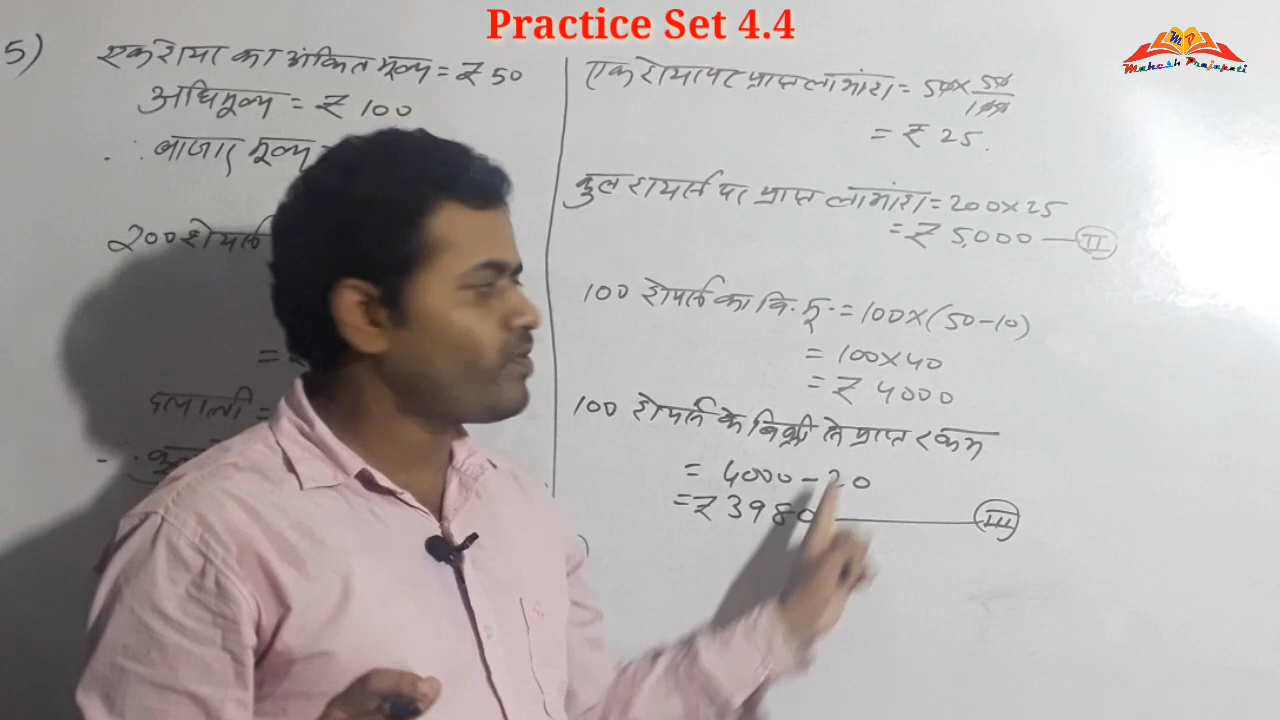 Practice Set 4.4
Mahesh Prajapati
5) एक शेयर का अंकित मूल्य = ₹ 50
अधिमूल्य = ₹ 100
∴ बाजार मूल्य =
200 शेयर्स
=
दलाली =
∴ कुल
एक शेयर पर प्राप्त लाभांश = 50 × 50/100
= ₹ 25.
कुल शेयर्स पर प्राप्त लाभांश = 200 × 25
= ₹ 5,000 — II
100 शेयर्स का वि. मू. = 100 × (50 - 10)
= 100 × 40
= ₹ 4000
100 शेयर्स के बिक्री से प्राप्त रकम
= 4000 - 20
= ₹ 3980 — III